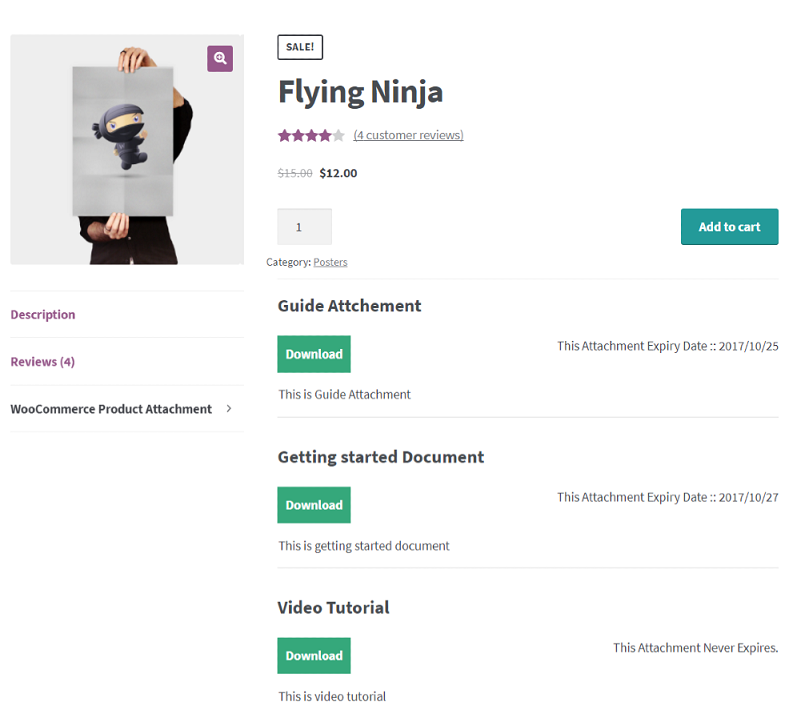 SALE!
Flying Ninja
(4 customer reviews)
$15.00 $12.00
1
Add to cart
Category: Posters
Description
Reviews (4)
WooCommerce Product Attachment
Guide Attchement
Download
This Attachment Expiry Date :: 2017/10/25
This is Guide Attachment
Getting started Document
Download
This Attachment Expiry Date :: 2017/10/27
This is getting started document
Video Tutorial
Download
This Attachment Never Expires.
This is video tutorial